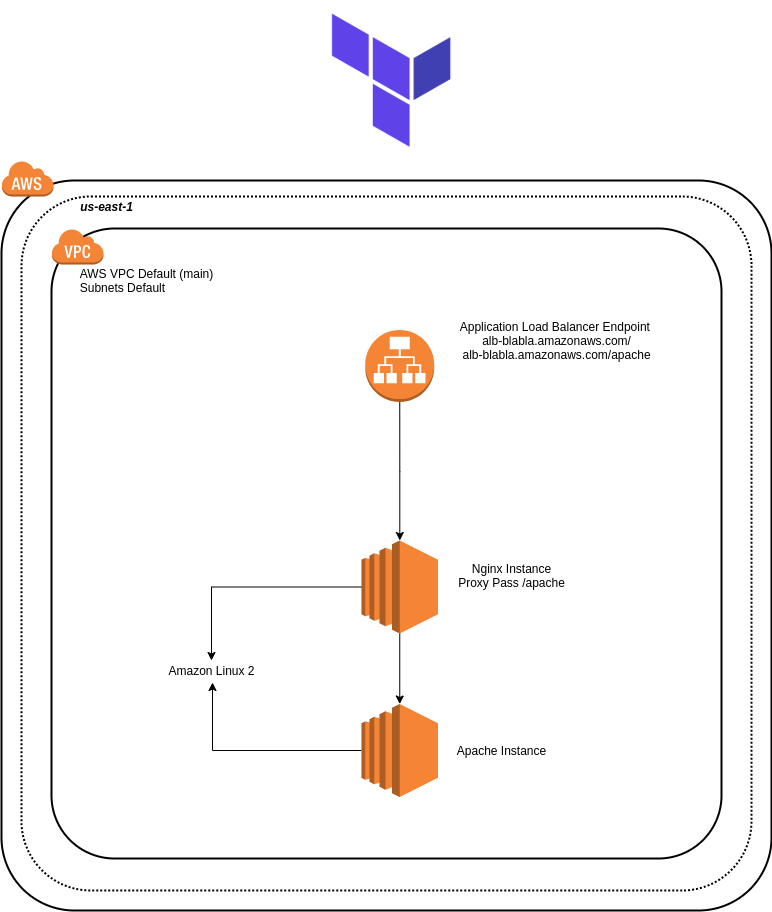 AWS
us-east-1
VPC
AWS VPC Default (main)
Subnets Default
Application Load Balancer Endpoint
alb-blabla.amazonaws.com/
alb-blabla.amazonaws.com/apache
Nginx Instance
Proxy Pass /apache
Amazon Linux 2
Apache Instance